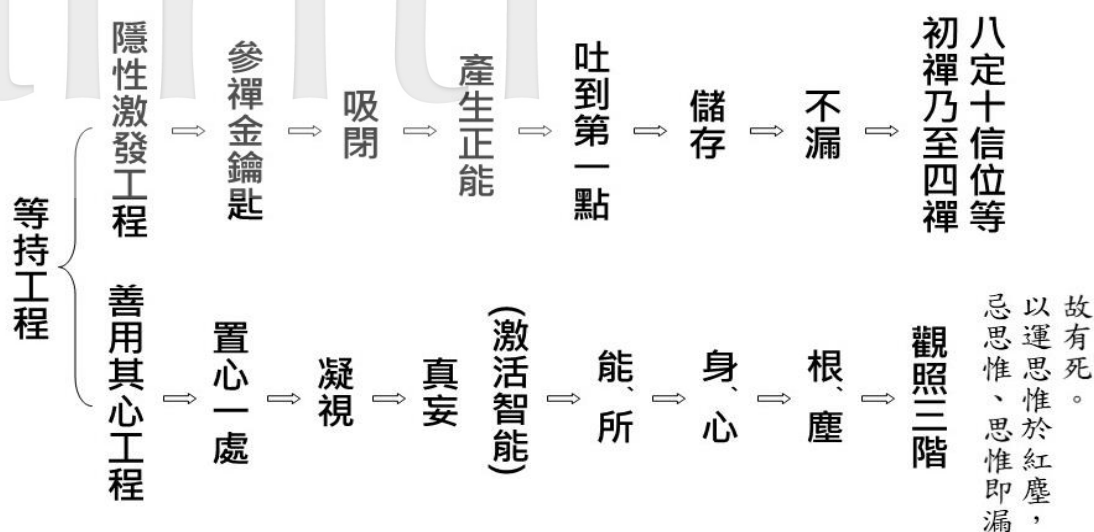 等持工程
隱性激發工程
參禪金鑰匙
吸閉
產生正能
吐到第一點
儲存
不漏
初禪乃至四禪
八定十信位等
善用其心工程
置心一處
凝視
真妄
(激活智能)
能、所
身、心
根、塵
觀照三階
忌思惟、思惟即漏
以運思惟於紅塵，
故有死。